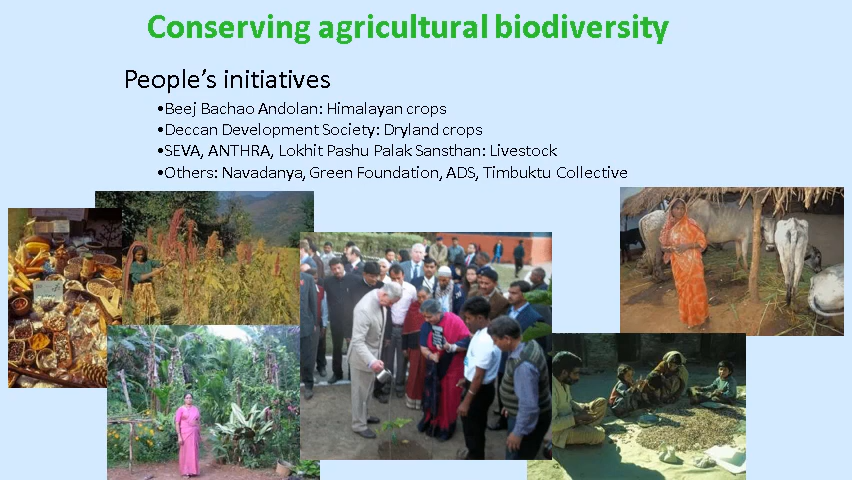 Conserving agricultural biodiversity
People's initiatives
•Beej Bachao Andolan: Himalayan crops
•Deccan Development Society: Dryland crops
•SEVA, ANTHRA, Lokhit Pashu Palak Sansthan: Livestock
•Others: Navadanya, Green Foundation, ADS, Timbuktu Collective